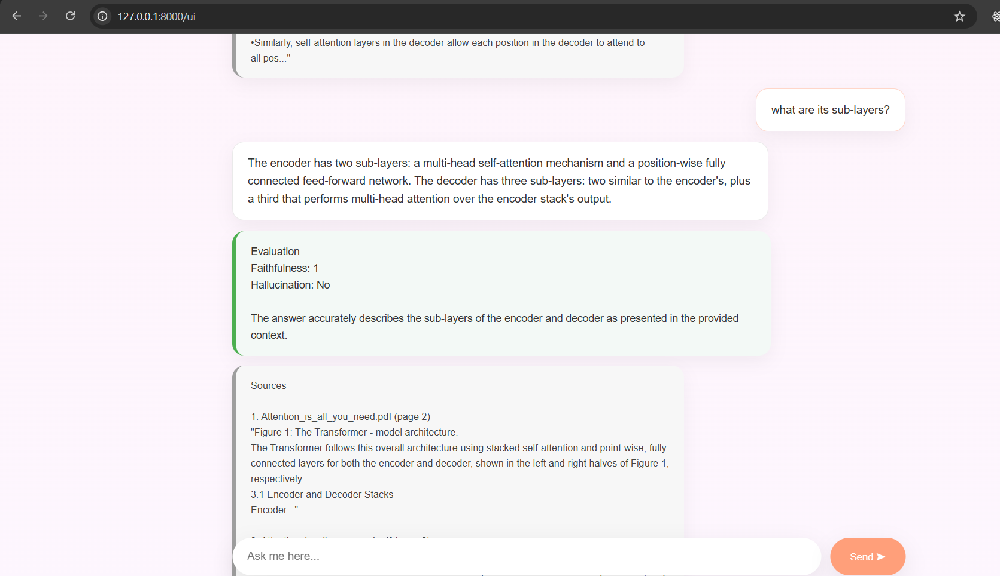 127.0.0.1:8000/ui
•Similarly, self-attention layers in the decoder allow each position in the decoder to attend to
all pos..."
what are its sub-layers?
The encoder has two sub-layers: a multi-head self-attention mechanism and a position-wise fully
connected feed-forward network. The decoder has three sub-layers: two similar to the encoder's, plus
a third that performs multi-head attention over the encoder stack's output.
Evaluation
Faithfulness: 1
Hallucination: No
The answer accurately describes the sub-layers of the encoder and decoder as presented in the provided
context.
Sources
1. Attention_is_all_you_need.pdf (page 2)
"Figure 1: The Transformer - model architecture.
The Transformer follows this overall architecture using stacked self-attention and point-wise, fully
connected layers for both the encoder and decoder, shown in the left and right halves of Figure 1,
respectively.
3.1 Encoder and Decoder Stacks
Encoder..."
Ask me here...
Send ➤